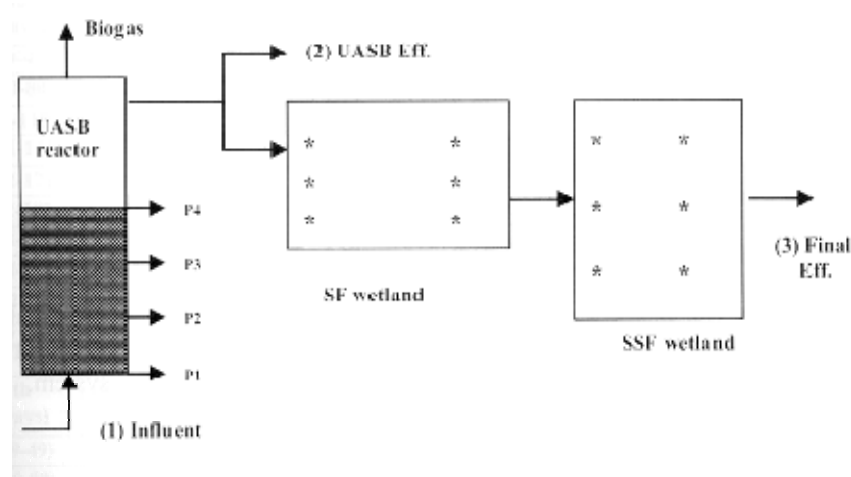 Biogas
(2) UASB Eff.
UASB
reactor
*
*
*
*
*
*
*
*
*
*
*
*
P4
P3
P2
P1
(3) Final
Eff.
SF wetland
SSF wetland
(1) Influent